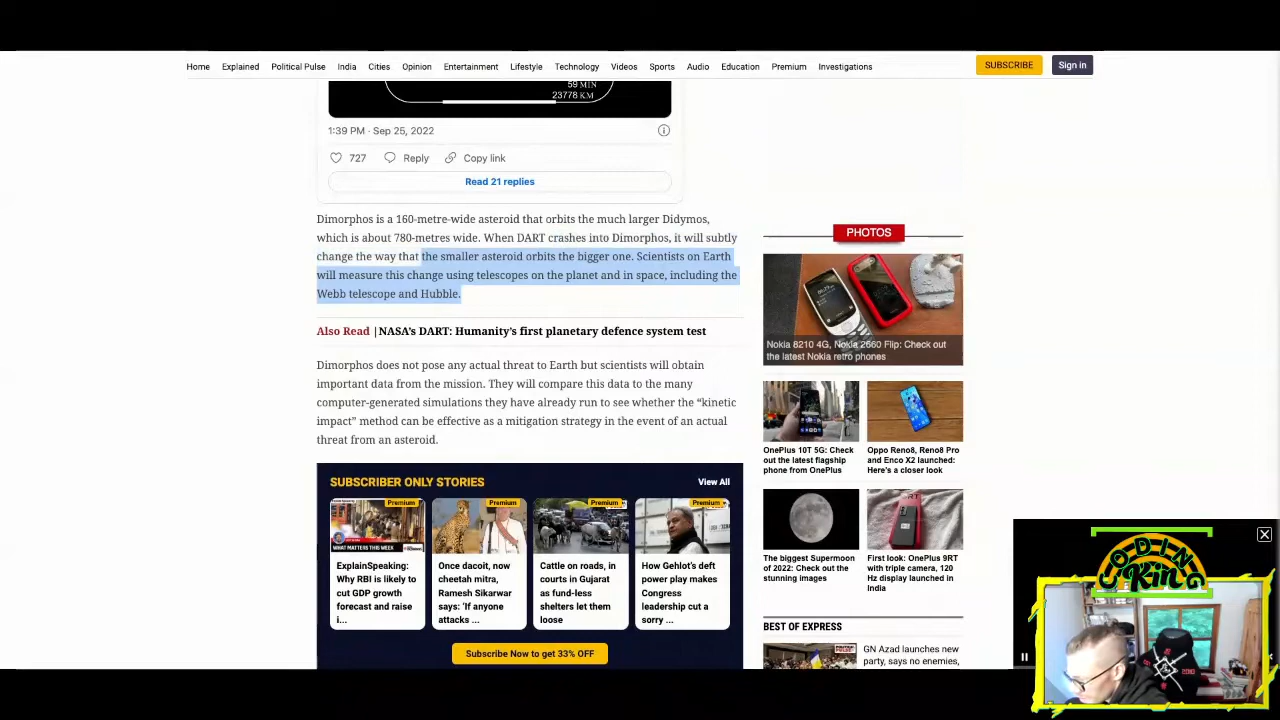 Home Explained Political Pulse India Cities Opinion Entertainment Lifestyle Technology Videos Sports Audio Education Premium Investigations
SUBSCRIBE Sign in
59 MIN
23778 KM
1:39 PM · Sep 25, 2022
727 Reply Copy link
Read 21 replies
Dimorphos is a 160-metre-wide asteroid that orbits the much larger Didymos,
which is about 780-metres wide. When DART crashes into Dimorphos, it will subtly
change the way that the smaller asteroid orbits the bigger one. Scientists on Earth
will measure this change using telescopes on the planet and in space, including the
Webb telescope and Hubble.
Also Read |NASA's DART: Humanity's first planetary defence system test
Dimorphos does not pose any actual threat to Earth but scientists will obtain
important data from the mission. They will compare this data to the many
computer-generated simulations they have already run to see whether the “kinetic
impact” method can be effective as a mitigation strategy in the event of an actual
threat from an asteroid.
SUBSCRIBER ONLY STORIES
View All
Premium
WHAT MATTERS THIS WEEK
ExplainSpeaking:
Why RBI is likely to
cut GDP growth
forecast and raise
i...
Premium
Once dacoit, now
cheetah mitra,
Ramesh Sikarwar
says: ‘If anyone
attacks ...
Premium
Cattle on roads, in
courts in Gujarat
as fund-less
shelters let them
loose
Premium
How Gehlot's deft
power play makes
Congress
leadership cut a
sorry ...
Subscribe Now to get 33% OFF
PHOTOS
Nokia 8210 4G, Nokia 2660 Flip: Check out
the latest Nokia retro phones
OnePlus 10T 5G: Check
out the latest flagship
phone from OnePlus
Oppo Reno8, Reno8 Pro
and Enco X2 launched:
Here's a closer look
The biggest Supermoon
of 2022: Check out the
stunning images
First look: OnePlus 9RT
with triple camera, 120
Hz display launched in
India
BEST OF EXPRESS
GN Azad launches new
party, says no enemies,
ODIN
Kin